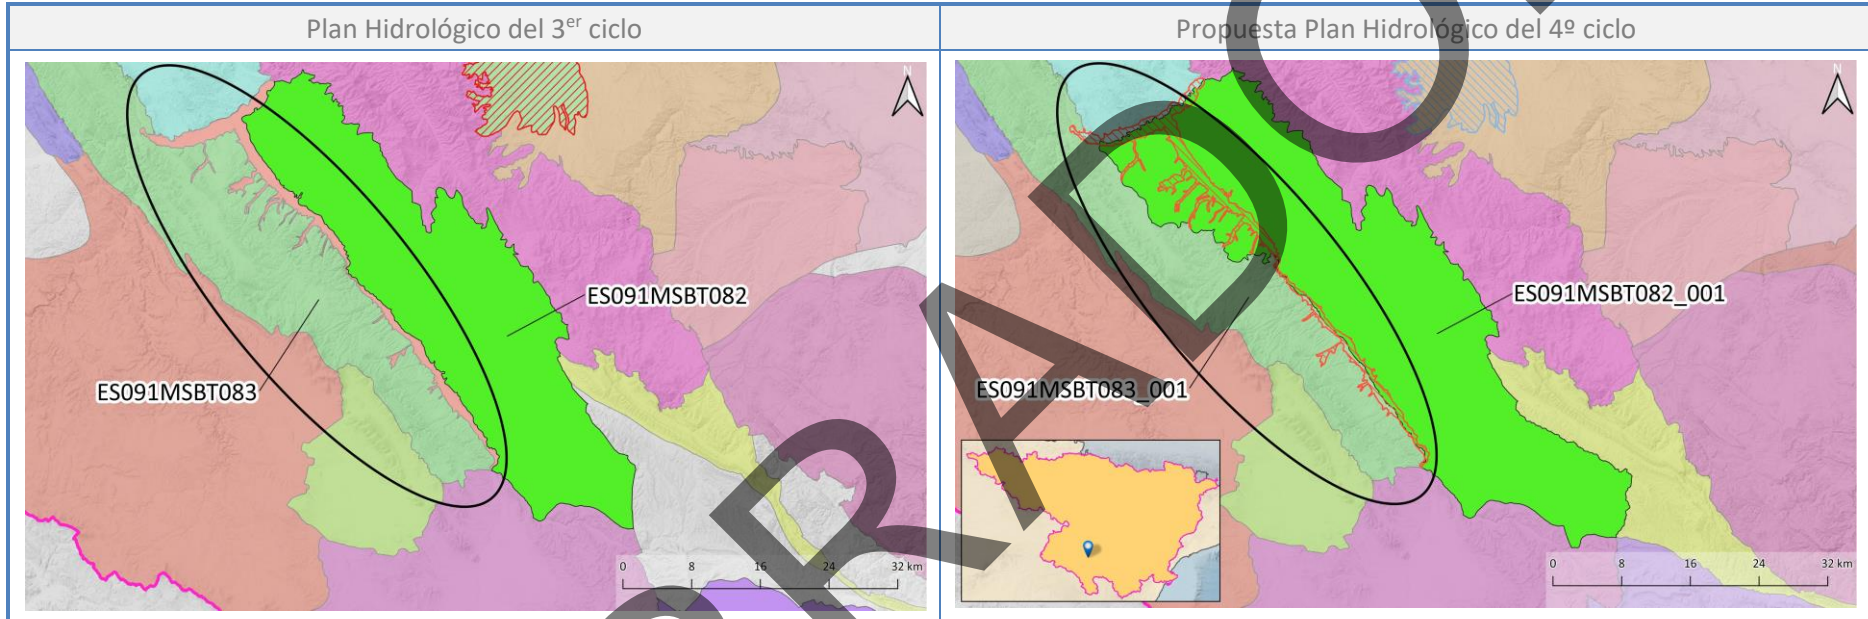 Plan Hidrológico del 3er ciclo
Propuesta Plan Hidrológico del 4º ciclo
N
ES091MSBT082
ES091MSBT083
0 8 16 24 32 km
N
ES091MSBT082_001
ES091MSBT083_001
0 8 16 24 32 km